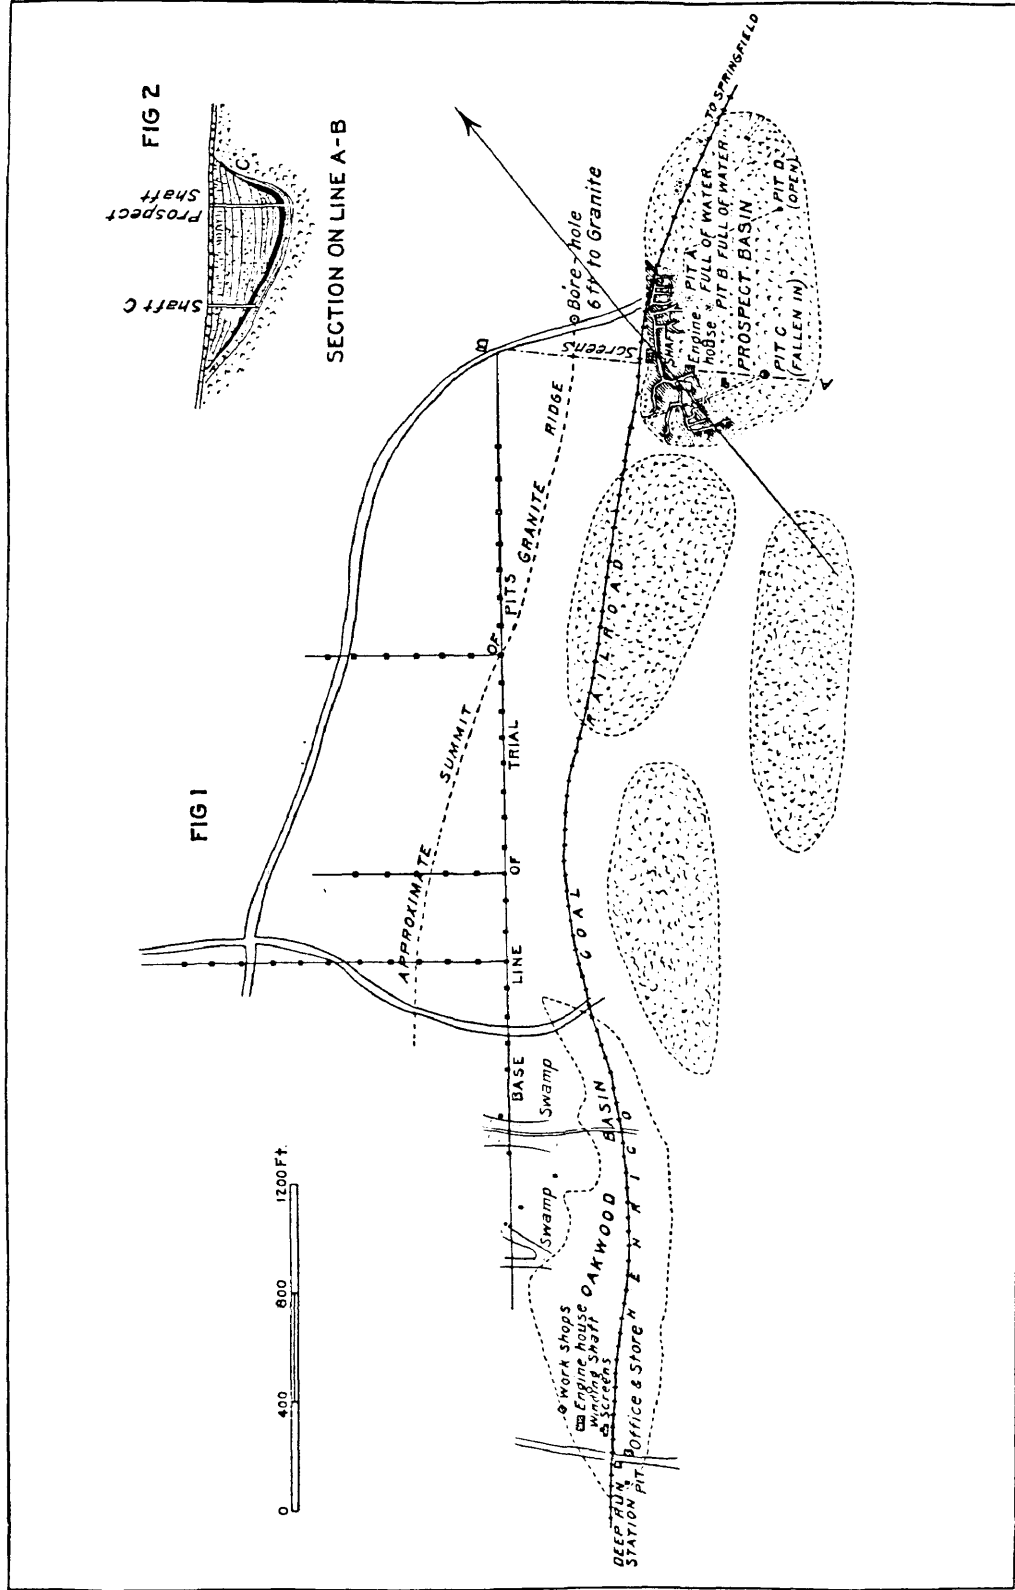 FIG 1
FIG 2
Shaft C
Prospect
Shaft
C
SECTION ON LINE A-B
0
400
800
1200 Ft.
APPROXIMATE SUMMIT OF GRANITE RIDGE
BASE LINE OF TRIAL PITS
B
Screens
Bore-hole
6 ft to Granite
TO SPRINGFIELD
SHAFT
Engine
house
PIT A
FULL OF WATER
PIT B FULL OF WATER
PROSPECT BASIN
PIT C
(FALLEN IN)
PIT D
(OPEN)
A
Swamp
Swamp
OAKWOOD BASIN
HENRICO COAL RAILROAD
Work Shops
Engine house
Winding Shaft
Screens
Office & Store
DEEP RUN
STATION
PIT